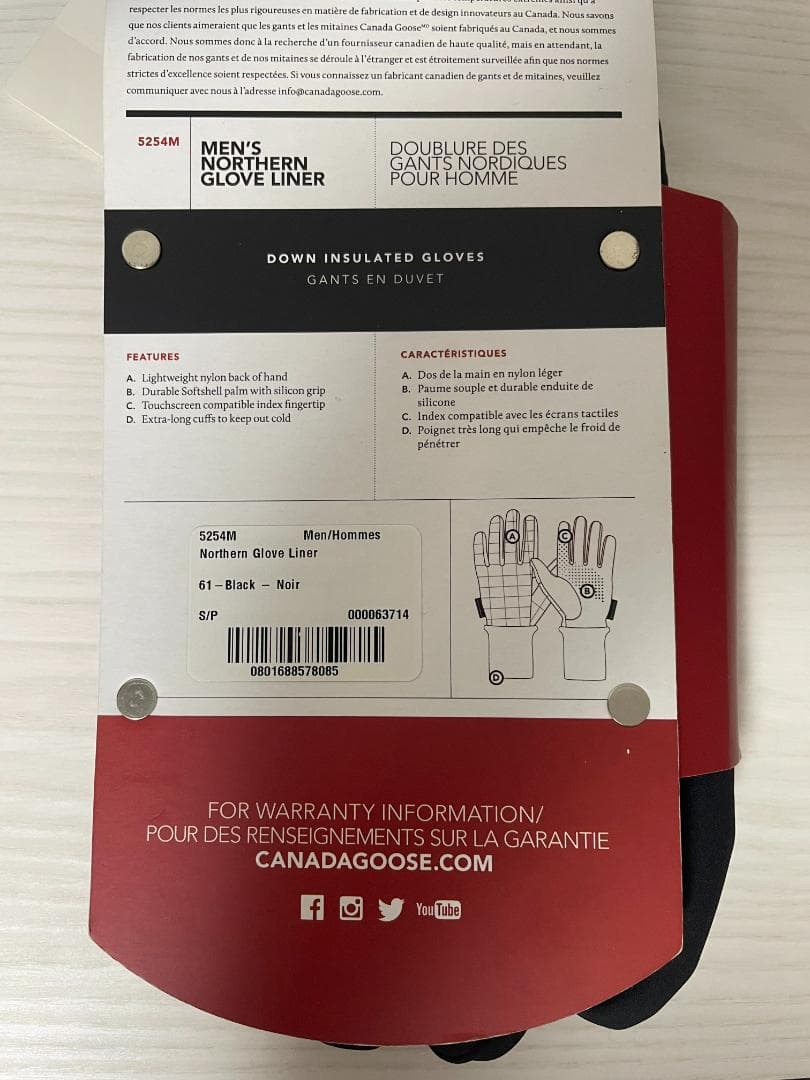 respecter les normes les plus rigoureuses en matière de fabrication et de design innovateurs au Canada. Nous savons
que nos clients aimeraient que les gants et les mitaines Canada Goose MD soient fabriqués au Canada, et nous sommes
d'accord. Nous sommes donc à la recherche d'un fournisseur canadien de haute qualité, mais en attendant, la
fabrication de nos gants et de nos mitaines se déroule à l'étranger et est étroitement surveillée afin que nos normes
strictes d'excellence soient respectées. Si vous connaissez un fabricant canadien de gants et de mitaines, veuillez
communiquer avec nous à l'adresse info@canadagoose.com.
5254M
MEN'S
NORTHERN
GLOVE LINER
DOUBLURE DES
GANTS NORDIQUES
POUR HOMME
DOWN INSULATED GLOVES
GANTS EN DUVET
FEATURES
A. Lightweight nylon back of hand
B. Durable Softshell palm with silicon grip
C. Touchscreen compatible index fingertip
D. Extra-long cuffs to keep out cold
CARACTÉRISTIQUES
A. Dos de la main en nylon léger
B. Paume souple et durable enduite de
silicone
C. Index compatible avec les écrans tactiles
D. Poignet très long qui empêche le froid de
pénétrer
5254M Men/Hommes
Northern Glove Liner
61 – Black – Noir
S/P 000063714
0801688578085
A
C
B
D
FOR WARRANTY INFORMATION/
POUR DES RENSEIGNEMENTS SUR LA GARANTIE
CANADAGOOSE.COM
YouTube